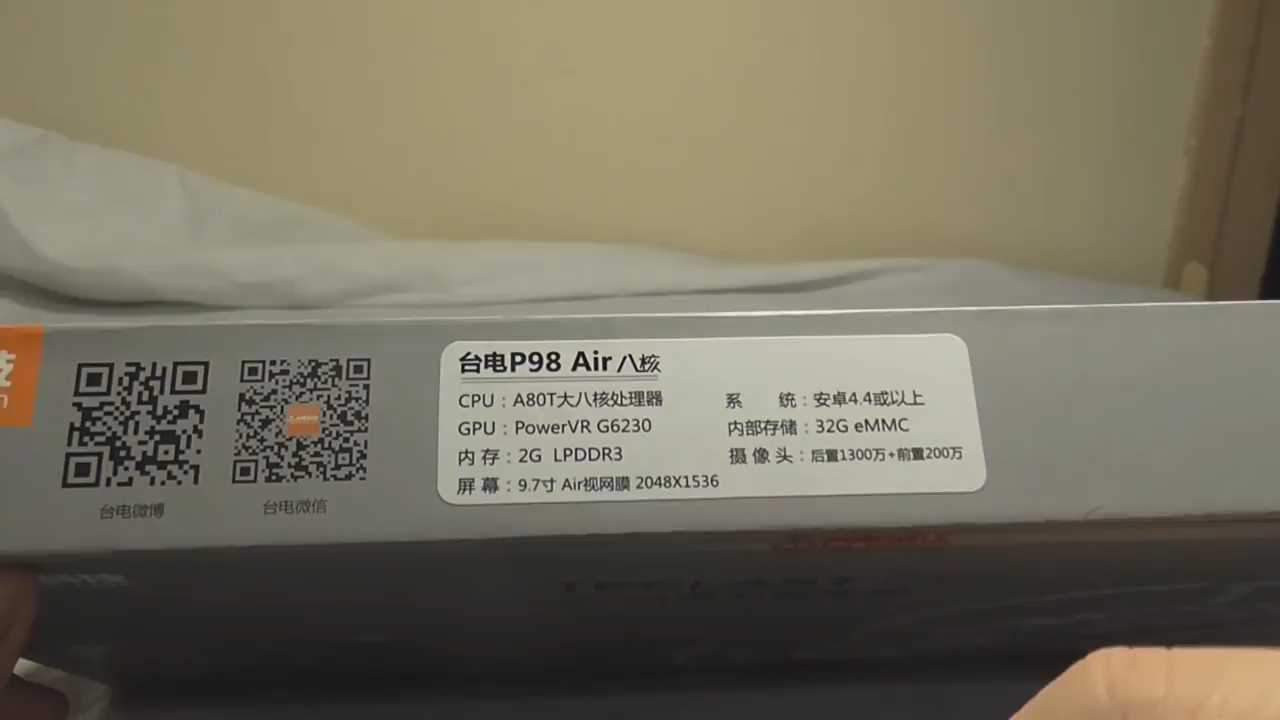 技
台电微博
台电微信
台电P98 Air 八核
CPU：A80T大八核处理器
GPU：PowerVR G6230
内 存：2G LPDDR3
屏 幕：9.7寸 Air视网膜 2048X1536
系 统：安卓4.4或以上
内部存储：32G eMMC
摄 像 头：后置1300万+前置200万